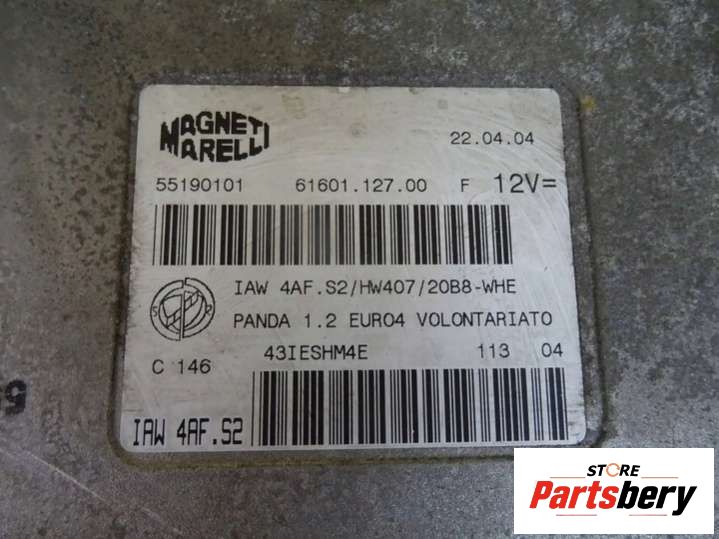 MAGNETI
MARELLI
22.04.04
55190101 61601.127.00 F 12V=
IAW 4AF.S2/HW407/20B8-WHE
PANDA 1.2 EURO4 VOLONTARIATO
C 146 43IESHM4E 113 04
IAW 4AF.S2
STORE
Partsbery